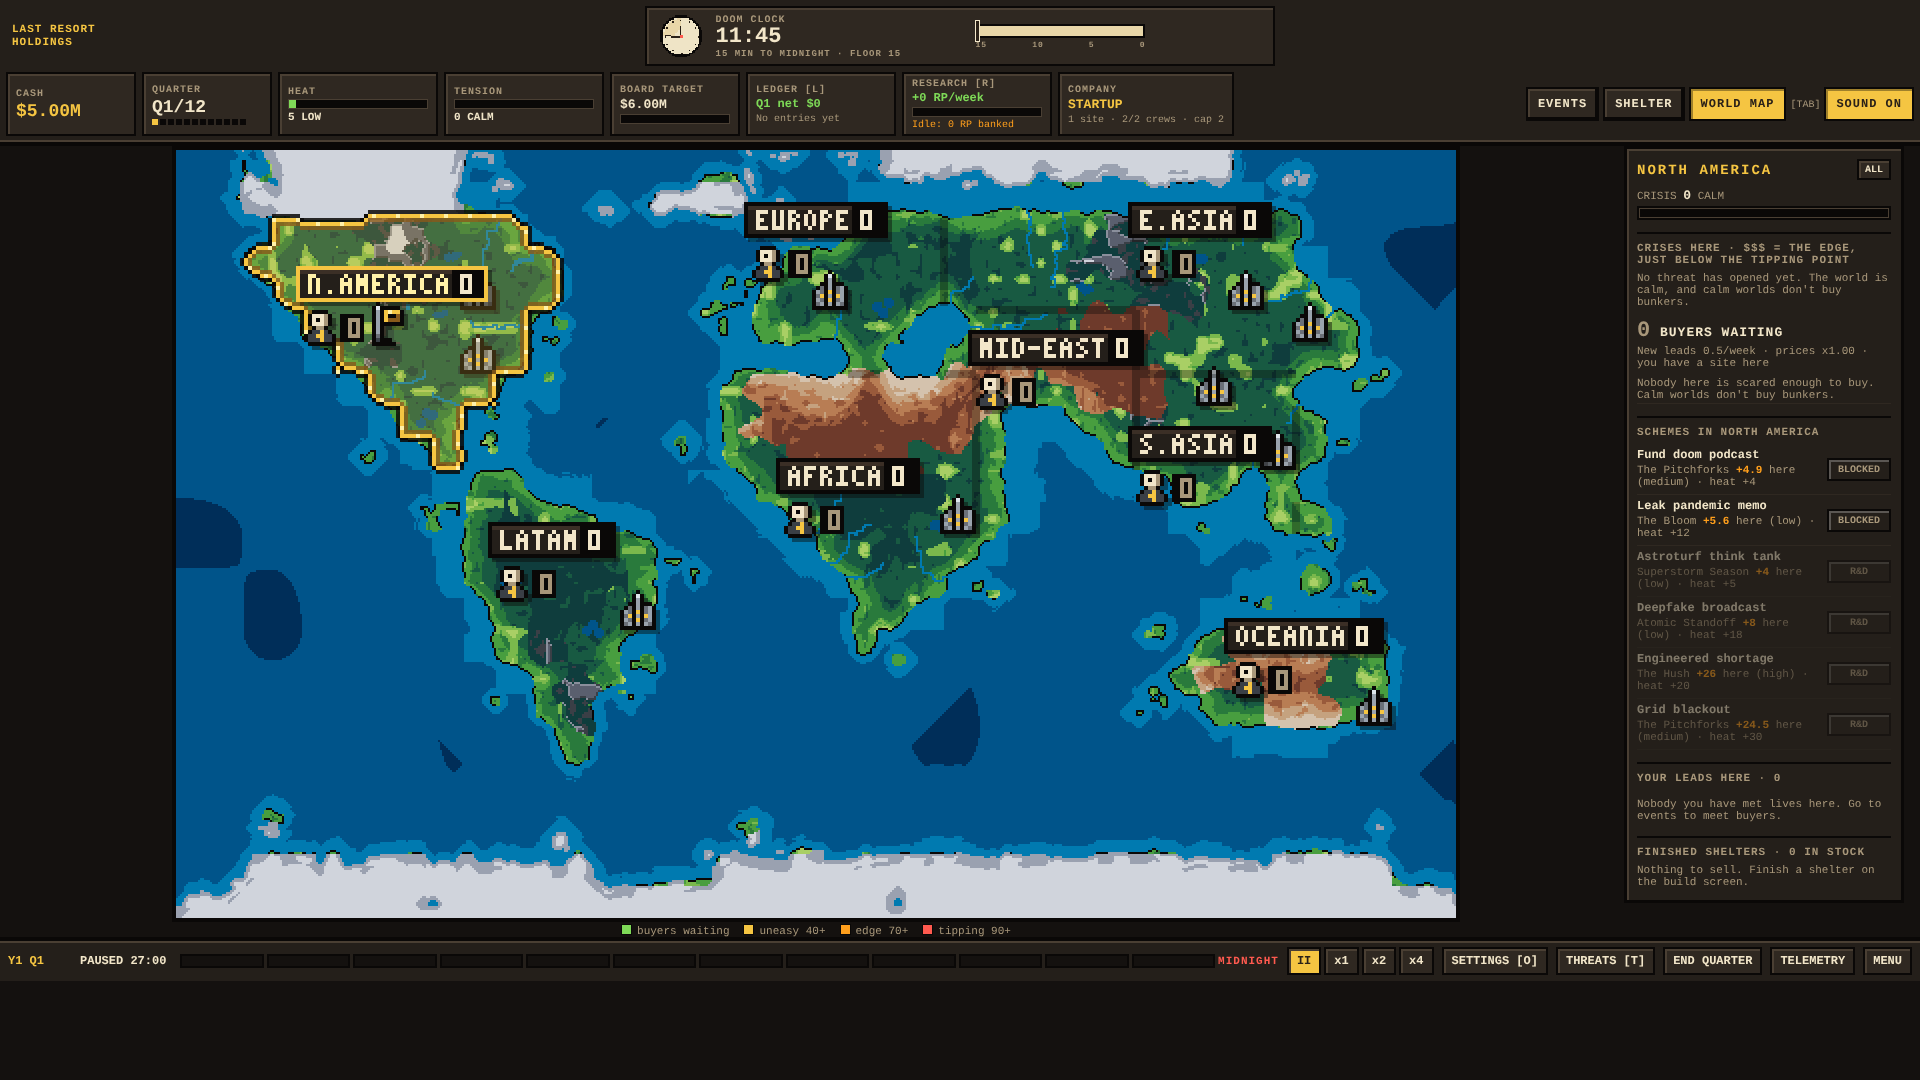 LAST RESORT
HOLDINGS
DOOM CLOCK
11:45
15 MIN TO MIDNIGHT · FLOOR 15
15 10 5 0
CASH
$5.00M
QUARTER
Q1/12
HEAT
5 LOW
TENSION
0 CALM
BOARD TARGET
$6.00M
LEDGER [L]
Q1 net $0
No entries yet
RESEARCH [R]
+0 RP/week
Idle: 0 RP banked
COMPANY
STARTUP
1 site · 2/2 crews · cap 2
EVENTS
SHELTER
WORLD MAP
[TAB]
SOUND ON
EUROPE 0
0
E.ASIA 0
0
N.AMERICA 0
0
MID-EAST 0
0
S.ASIA 0
0
AFRICA 0
0
LATAM 0
0
OCEANIA 0
0
buyers waiting uneasy 40+ edge 70+ tipping 90+
NORTH AMERICA
ALL
CRISIS 0 CALM
CRISES HERE · $$$ = THE EDGE,
JUST BELOW THE TIPPING POINT
No threat has opened yet. The world is
calm, and calm worlds don't buy
bunkers.
0 BUYERS WAITING
New leads 0.5/week · prices x1.00 ·
you have a site here
Nobody here is scared enough to buy.
Calm worlds don't buy bunkers.
SCHEMES IN NORTH AMERICA
Fund doom podcast
The Pitchforks +4.9 here
(medium) · heat +4
BLOCKED
Leak pandemic memo
The Bloom +5.6 here (low) ·
heat +12
BLOCKED
Astroturf think tank
Superstorm Season +4 here
(low) · heat +5
R&D
Deepfake broadcast
Atomic Standoff +8 here
(low) · heat +18
R&D
Engineered shortage
The Hush +26 here (high) ·
heat +20
R&D
Grid blackout
The Pitchforks +24.5 here
(medium) · heat +30
R&D
YOUR LEADS HERE · 0
Nobody you have met lives here. Go to
events to meet buyers.
FINISHED SHELTERS · 0 IN STOCK
Nothing to sell. Finish a shelter on
the build screen.
Y1 Q1
PAUSED 27:00
MIDNIGHT
II
x1
x2
x4
SETTINGS [O]
THREATS [T]
END QUARTER
TELEMETRY
MENU